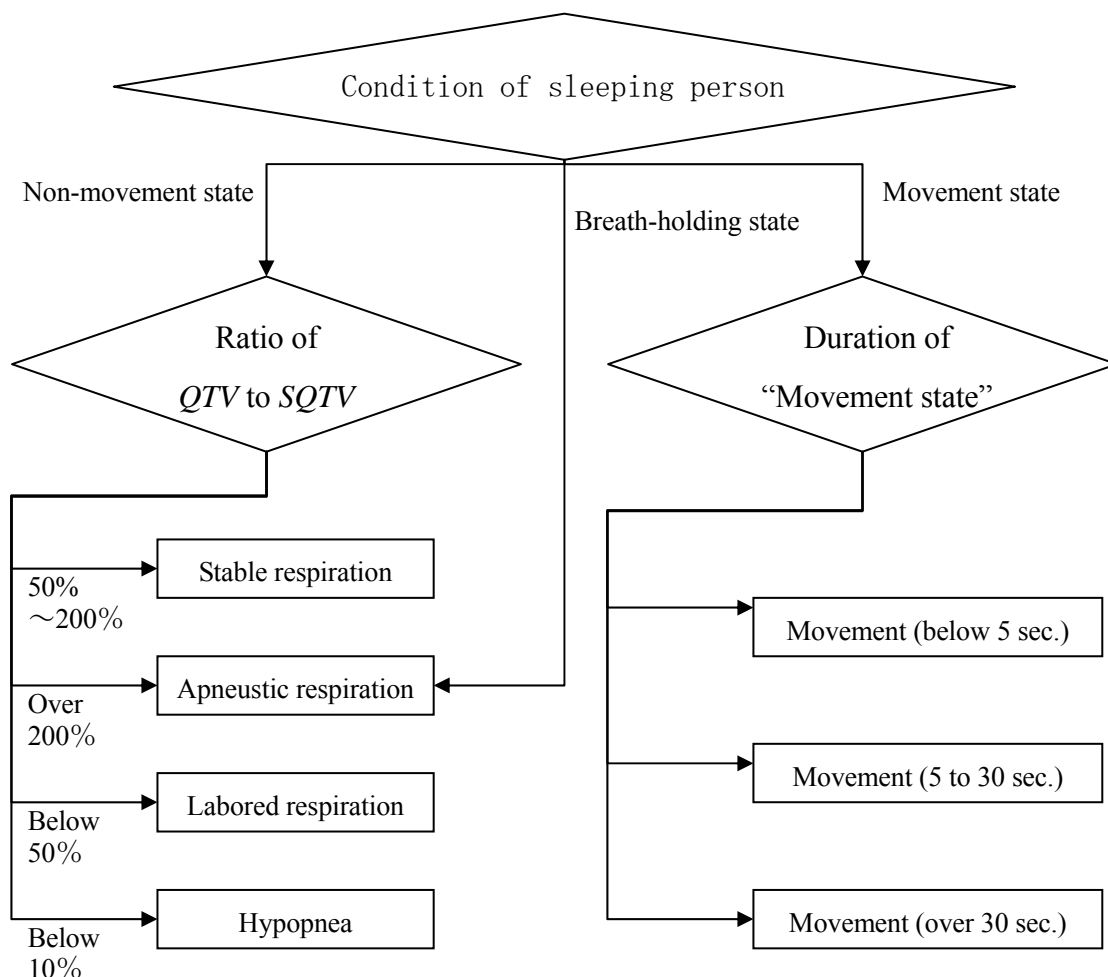 Condition of sleeping person
Non-movement state
Breath-holding state
Movement state
Ratio of
QTV to SQTV
Duration of
“Movement state”
Stable respiration
50%
～200%
Apneustic respiration
Over
200%
Labored respiration
Below
50%
Hypopnea
Below
10%
Movement (below 5 sec.)
Movement (5 to 30 sec.)
Movement (over 30 sec.)